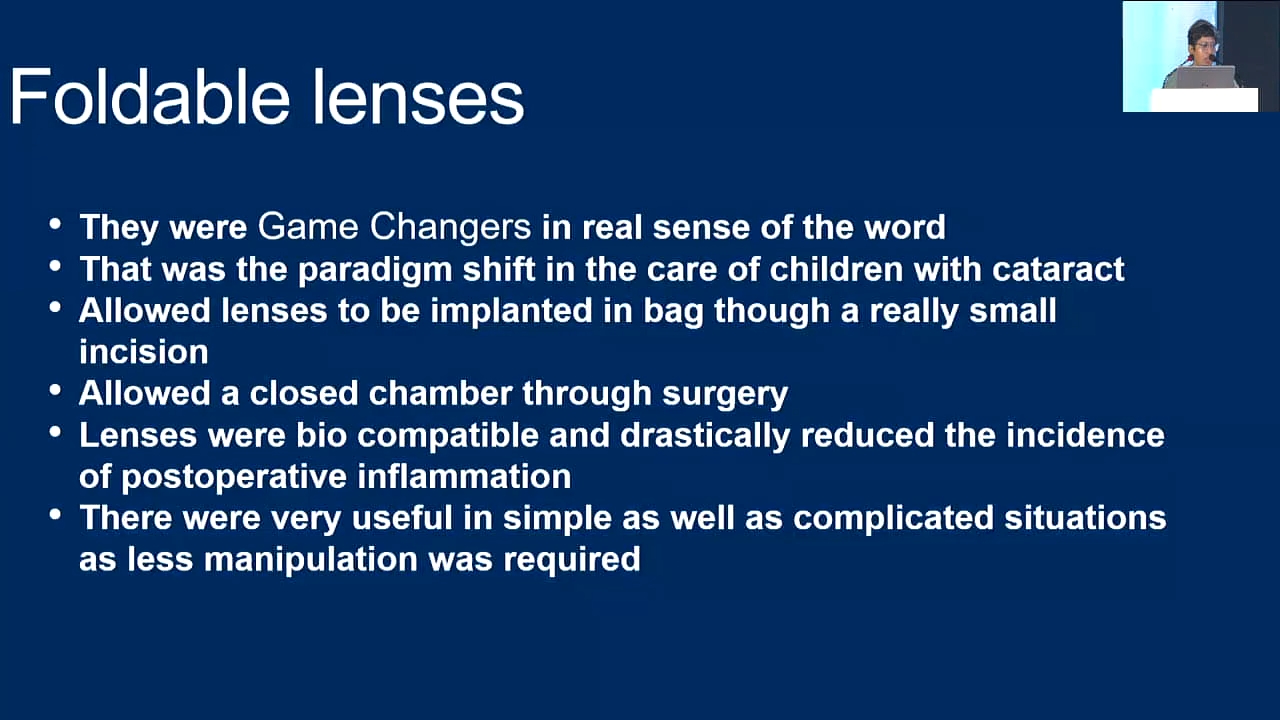 Foldable lenses
• They were Game Changers in real sense of the word
• That was the paradigm shift in the care of children with cataract
• Allowed lenses to be implanted in bag though a really small
incision
• Allowed a closed chamber through surgery
• Lenses were bio compatible and drastically reduced the incidence
of postoperative inflammation
• There were very useful in simple as well as complicated situations
as less manipulation was required